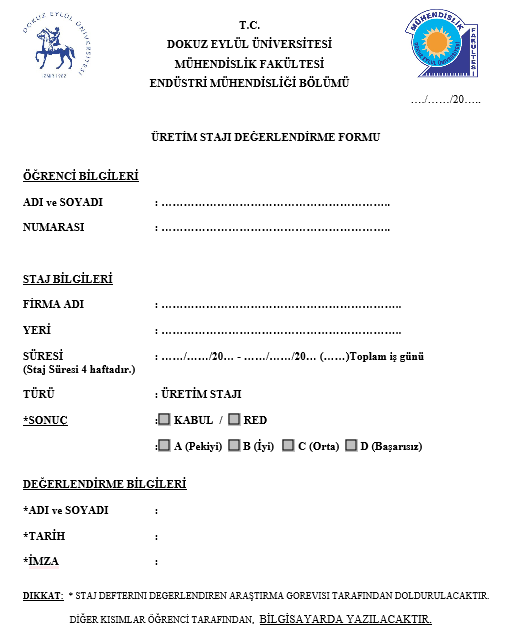 DOKUZ EYLÜL ÜNİVERSİTESİ
MÜHENDİSLİK
FAKÜLTESİ
T.C.
DOKUZ EYLÜL ÜNİVERSİTESİ
MÜHENDİSLİK FAKÜLTESİ
ENDÜSTRİ MÜHENDİSLİĞİ BÖLÜMÜ
…./……/20…..
ÜRETİM STAJI DEĞERLENDİRME FORMU
ÖĞRENCİ BİLGİLERİ
ADI ve SOYADI : ……………………………………………………..
NUMARASI : ……………………………………………………..
STAJ BİLGİLERİ
FİRMA ADI : ………………………………………………………..
YERİ : ………………………………………………………..
SÜRESİ : ……/……/20… - ……/……/20… (……)Toplam iş günü
(Staj Süresi 4 haftadır.)
TÜRÜ : ÜRETİM STAJI
*SONUC : KABUL / RED
: A (Pekiyi) B (İyi) C (Orta) D (Başarısız)
DEĞERLENDİRME BİLGİLERİ
*ADI ve SOYADI :
*TARİH :
*İMZA :
DIKKAT: * STAJ DEFTERINI DEGERLENDIREN ARAŞTIRMA GOREVISI TARAFINDAN DOLDURULACAKTIR.
DİĞER KISIMLAR ÖĞRENCİ TARAFINDAN, BİLGİSAYARDA YAZILACAKTIR.